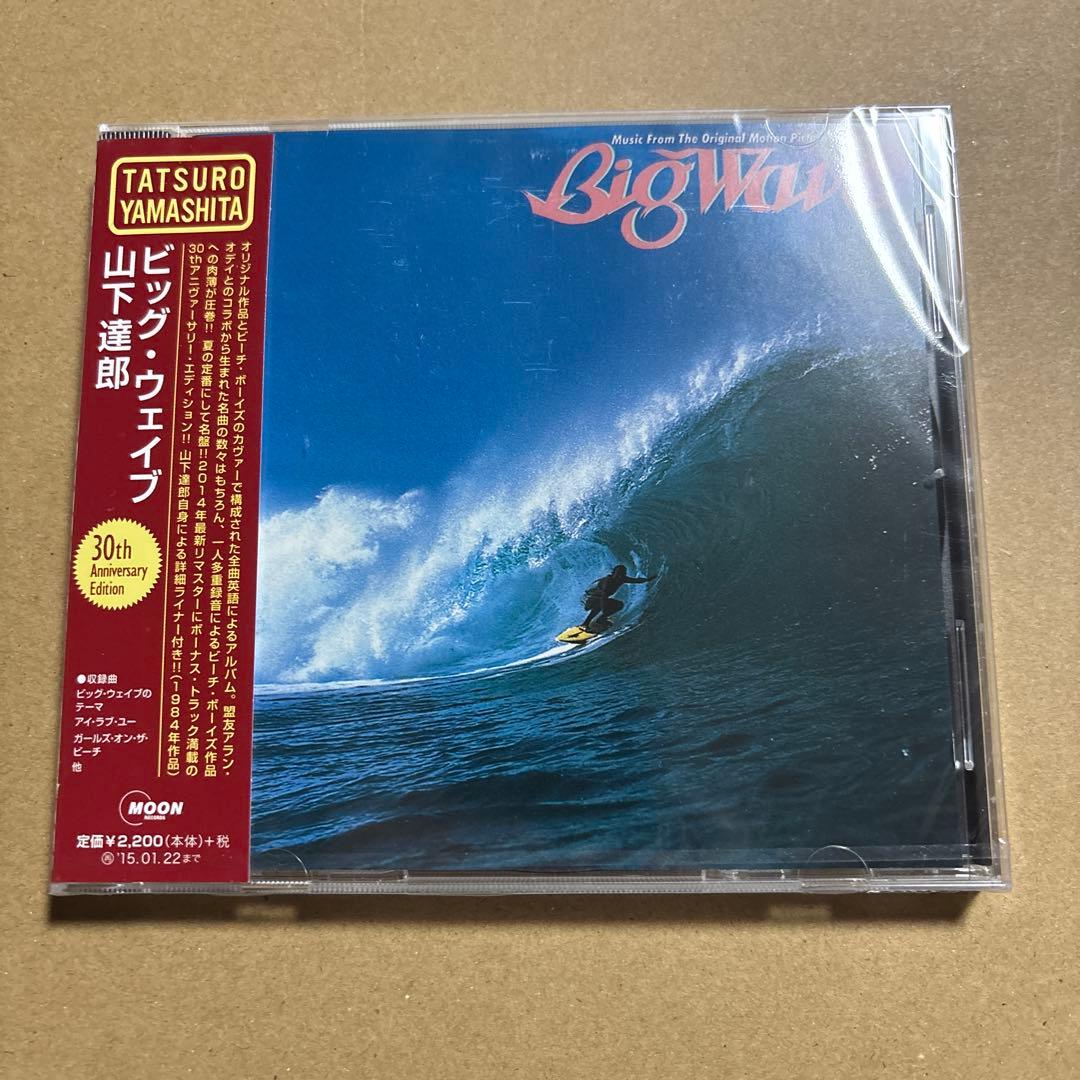 TATSURO
YAMASHITA
ビッグ・ウェイブ
山下達郎
オリジナル作品とビーチ・ボーイズのカヴァーで構成された全曲英語によるアルバム。盟友アラン・
オデイとのコラボから生まれた名曲の数々はもちろん、一人多重録音によるビーチ・ボーイズ作品
への肉薄が圧巻!! 夏の定番にして名盤!!2014年最新リマスターにボーナス・トラック満載の
30thアニヴァーサリー・エディション!! 山下達郎自身による詳細ライナー付き!!(1984年作品)
30th
Anniversary
Edition
●収録曲
ビッグ・ウェイブの
テーマ
アイ・ラブ・ユー
ガールズ・オン・ザ・
ビーチ
他
MOON
RECORDS
定価¥2,200(本体)+税
㋐'15.01.22まで
Music From The Original Motion
Big